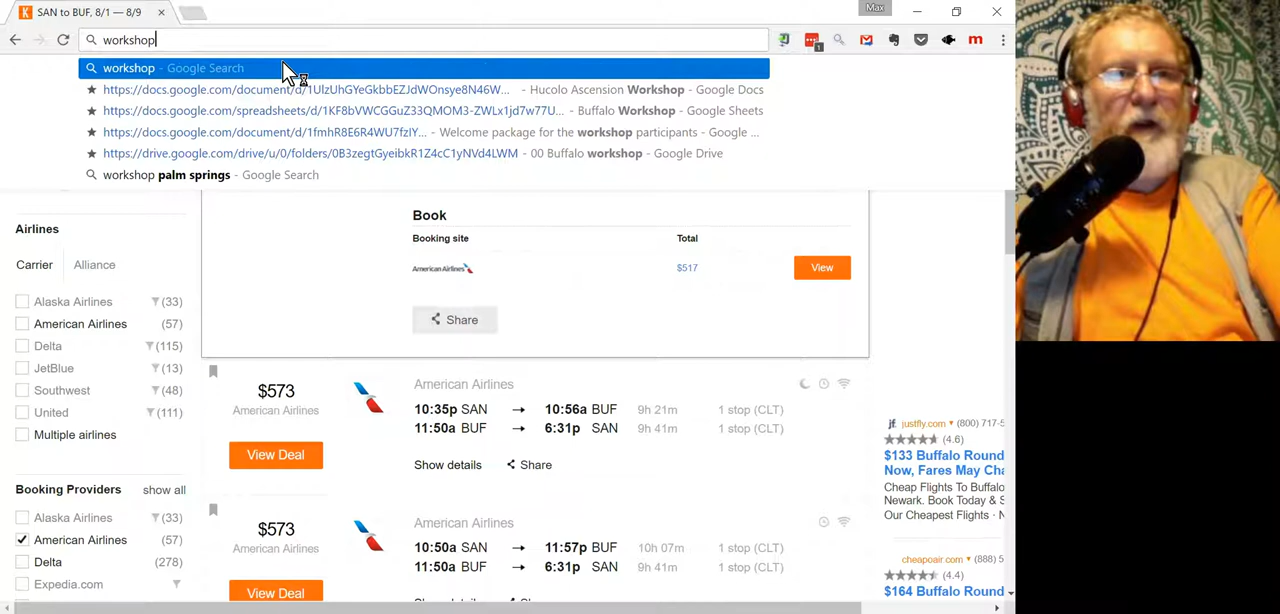 K SAN to BUF, 8/1 — 8/9
Max
workshop
1
workshop - Google Search
https://docs.google.com/document/d/1UIzUhGYeGkbbEZJdWOnsye8N46W... - Hucolo Ascension Workshop - Google Docs
https://docs.google.com/spreadsheets/d/1KF8bVWCGGuZ33QMOM3-ZWLx1jd7w77U... - Buffalo Workshop - Google Sheets
https://docs.google.com/document/d/1fmhR8E6R4WU7fzIY... - Welcome package for the workshop participants - Google ...
https://drive.google.com/drive/u/0/folders/0B3zegtGyeibkR1Z4cC1yNVd4LWM - 00 Buffalo workshop - Google Drive
workshop palm springs - Google Search
Airlines
Carrier Alliance
Alaska Airlines (33)
American Airlines (57)
Delta (115)
JetBlue (13)
Southwest (48)
United (111)
Multiple airlines
Booking Providers show all
Alaska Airlines (33)
American Airlines (57)
Delta (278)
Expedia.com
Book
Booking site Total
American Airlines $517 View
Share
$573
American Airlines
View Deal
American Airlines
10:35p SAN → 10:56a BUF 9h 21m 1 stop (CLT)
11:50a BUF → 6:31p SAN 9h 41m 1 stop (CLT)
Show details Share
$573
American Airlines
View Deal
American Airlines
10:50a SAN → 11:57p BUF 10h 07m 1 stop (CLT)
11:50a BUF → 6:31p SAN 9h 41m 1 stop (CLT)
jf. justfly.com (800) 717-5
(4.6)
$133 Buffalo Round
Now, Fares May Cha
Cheap Flights To Buffalo
Newark. Book Today & S
Our Cheapest Flights · N
cheapoair.com (888) 5
(4.4)
$164 Buffalo Round